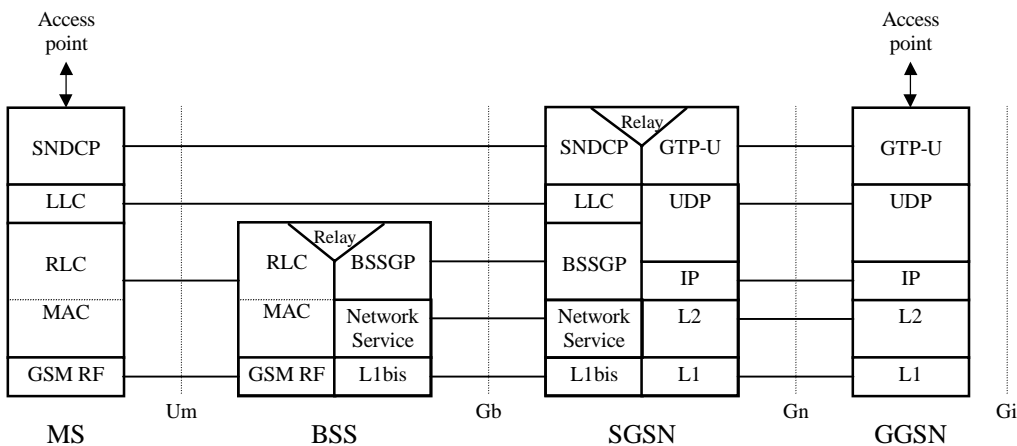 Access
point
Access
point
Relay
SNDCP
SNDCP
GTP-U
GTP-U
LLC
LLC
UDP
UDP
Relay
RLC
RLC
BSSGP
BSSGP
IP
IP
MAC
MAC
Network
Service
Network
Service
L2
L2
GSM RF
GSM RF
L1bis
L1bis
L1
L1
Um
Gb
Gn
Gi
MS
BSS
SGSN
GGSN